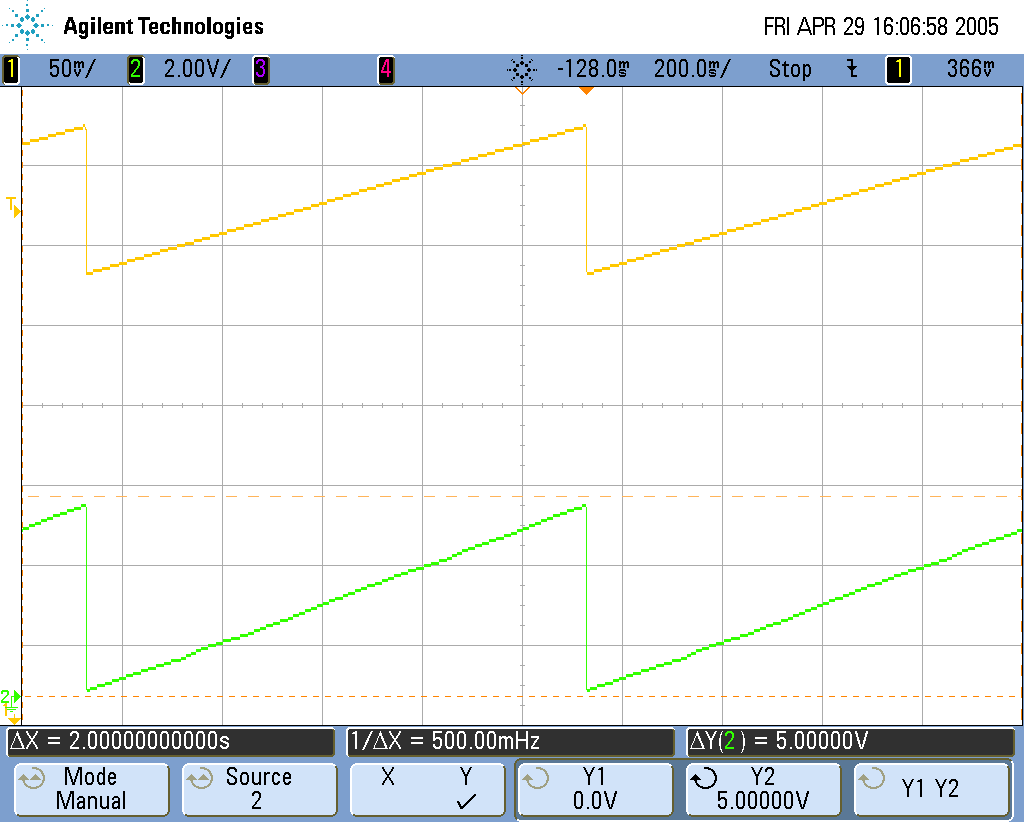 Agilent Technologies FRI APR 29 16:06:58 2005
1 50mV/ 2 2.00V/ 3 4 -128.0ms 200.0ms/ Stop 1 366mV
T
2
ΔX = 2.00000000000s 1/ΔX = 500.00mHz ΔY(2) = 5.00000V
Mode Source X Y Y1 Y2 Y1 Y2
Manual 2 ✓ 0.0V 5.00000V